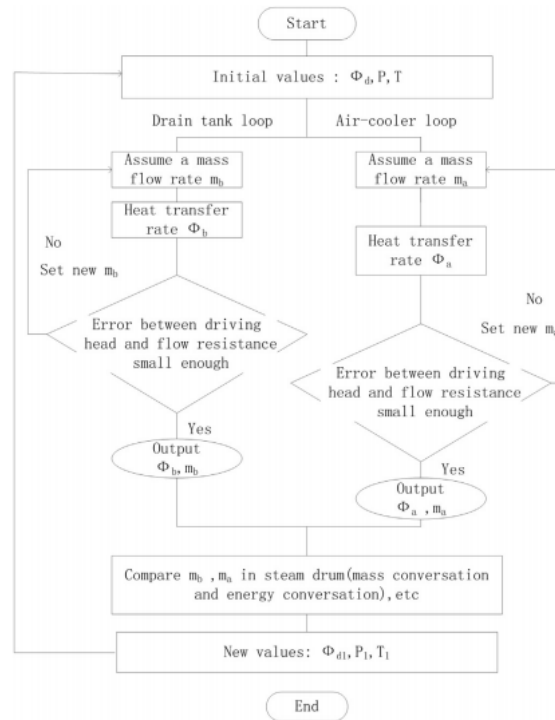 Start
Initial values : Φd,P,T
Drain tank loop
Air-cooler loop
Assume a mass
flow rate mb
Heat transfer
rate Φb
No
Set new mb
Error between driving
head and flow resistance
small enough
Yes
Output
Φb,mb
Assume a mass
flow rate ma
Heat transfer
rate Φa
No
Set new ma
Error between driving
head and flow resistance
small enough
Yes
Output
Φa ,ma
Compare mb ,ma in steam drum(mass conversation
and energy conversation),etc
New values: Φd1,P1,T1
End